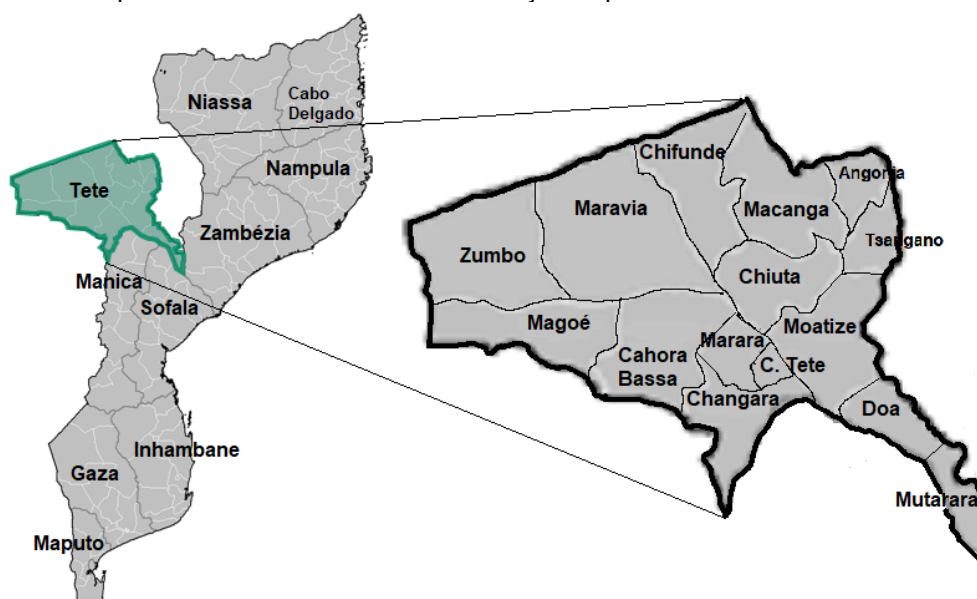 Niassa
Cabo
Delgado
Nampula
Tete
Zambézia
Manica
Sofala
Inhambane
Gaza
Maputo
Chifunde
Angonia
Maravia
Macanga
Tsangano
Zumbo
Chiuta
Magoé
Moatize
Marara
Cahora
Bassa
C. Tete
Changara
Doa
Mutarara